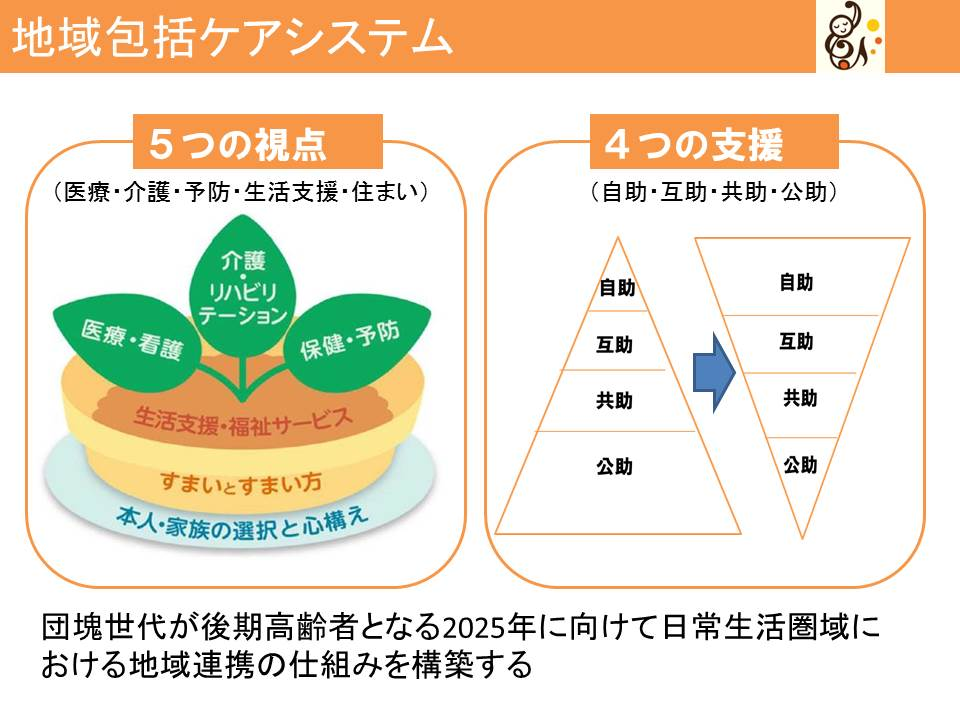 地域包括ケアシステム
５つの視点
（医療・介護・予防・生活支援・住まい）
介護
・
リハビリ
テーション
医療・看護
保健・予防
生活支援・福祉サービス
すまいとすまい方
本人・家族の選択と心構え
４つの支援
（自助・互助・共助・公助）
自助
互助
共助
公助
自助
互助
共助
公助
団塊世代が後期高齢者となる2025年に向けて日常生活圏域に
おける地域連携の仕組みを構築する